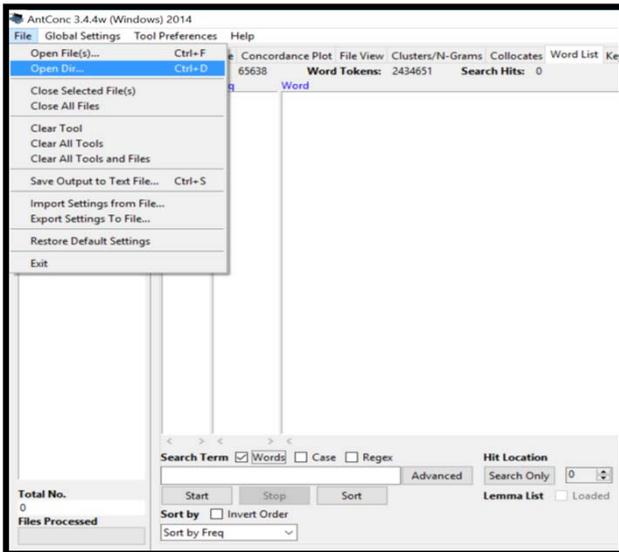 AntConc 3.4.4w (Windows) 2014
File Global Settings Tool Preferences Help
Open File(s)... Ctrl+F
Open Dir... Ctrl+D
Close Selected File(s)
Close All Files
Clear Tool
Clear All Tools
Clear All Tools and Files
Save Output to Text File... Ctrl+S
Import Settings from File...
Export Settings To File...
Restore Default Settings
Exit
e Concordance Plot File View Clusters/N-Grams Collocates Word List Ke
65638 Word Tokens: 2434651 Search Hits: 0
q Word
Search Term Words Case Regex Hit Location
Advanced Search Only 0
Total No. Start Stop Sort Lemma List Loaded
0
Sort by Invert Order
Files Processed
Sort by Freq